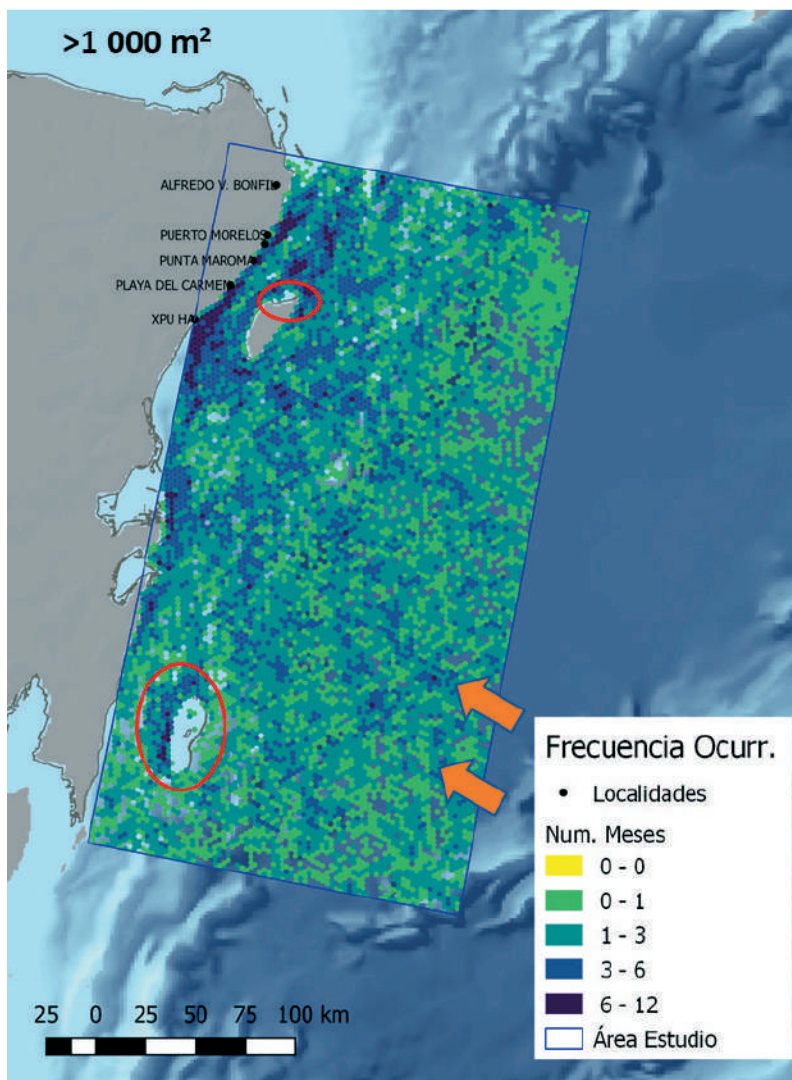 >1 000 m²
ALFREDO V. BONFIL
PUERTO MORELOS
PUNTA MAROMA
PLAYA DEL CARMEN
XPU HA
Frecuencia Ocurr.
Localidades
Num. Meses
0 - 0
0 - 1
1 - 3
3 - 6
6 - 12
Área Estudio
25 0 25 50 75 100 km